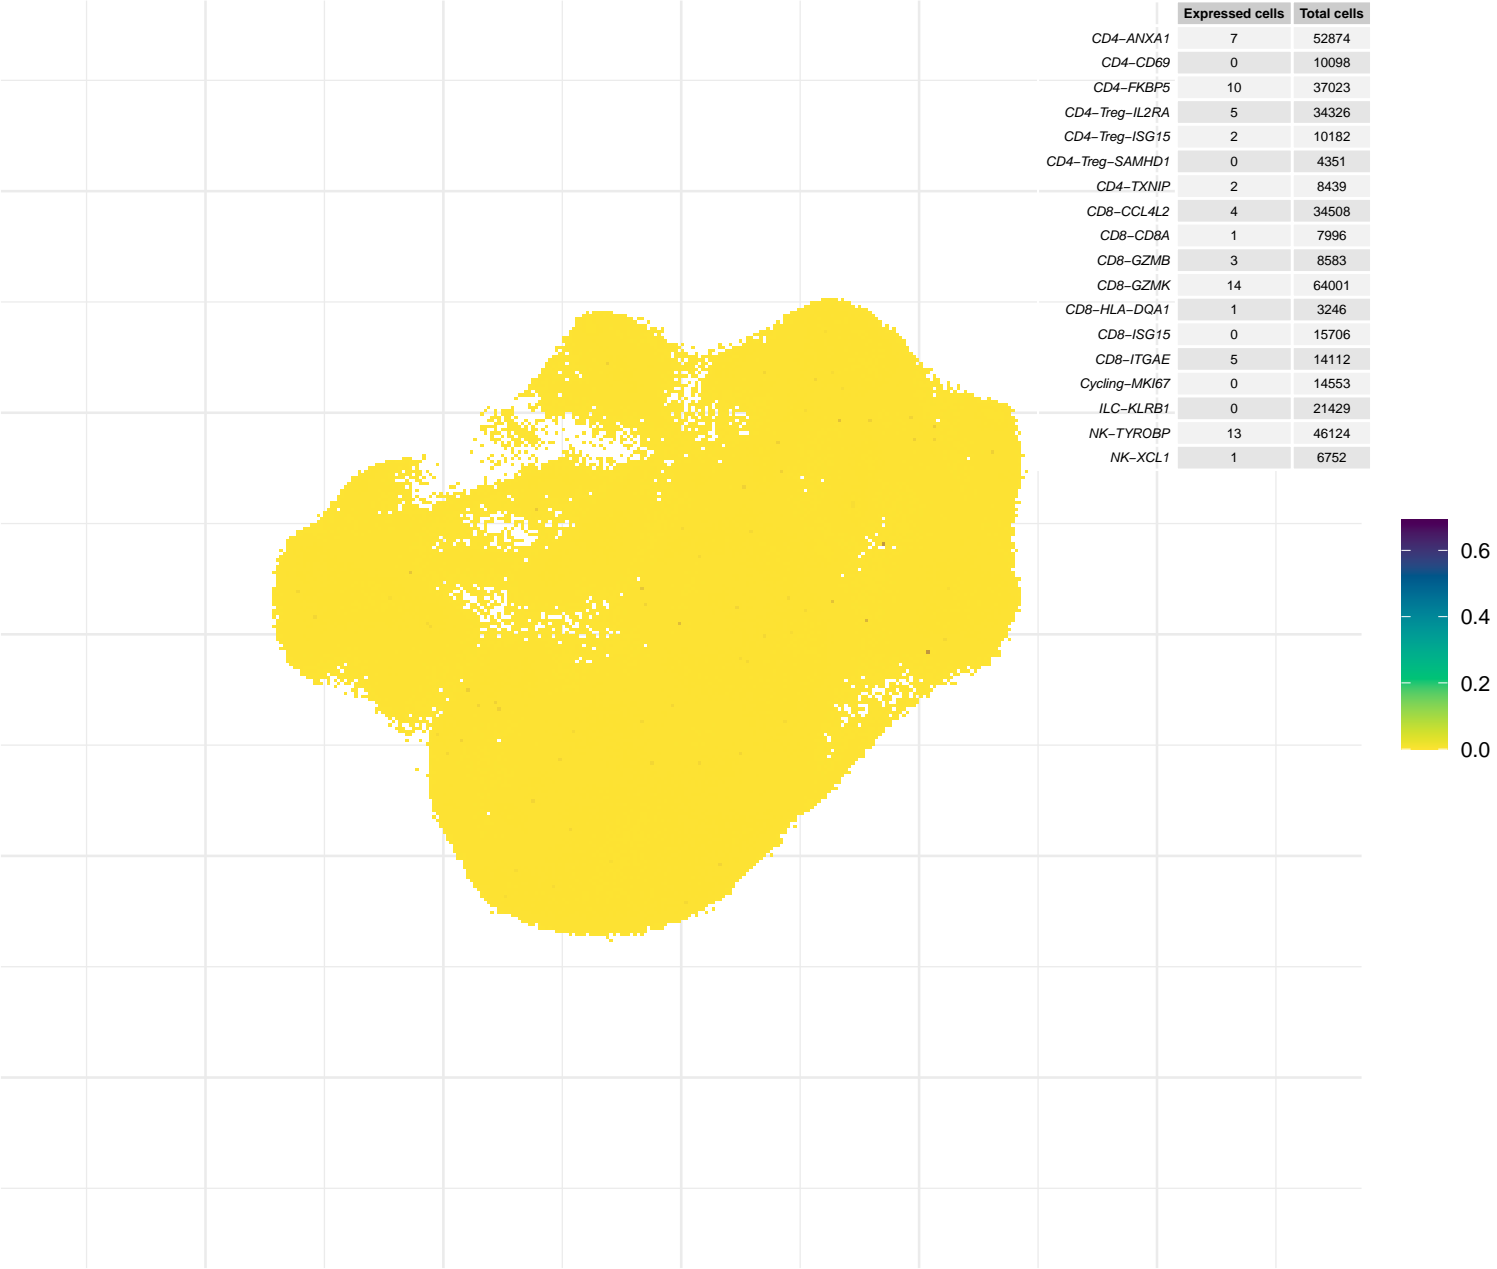 Expressed cells Total cells
CD4−ANXA1 7 52874
CD4−CD69 0 10098
CD4−FKBP5 10 37023
CD4−Treg−IL2RA 5 34326
CD4−Treg−ISG15 2 10182
CD4−Treg−SAMHD1 0 4351
CD4−TXNIP 2 8439
CD8−CCL4L2 4 34508
CD8−CD8A 1 7996
CD8−GZMB 3 8583
CD8−GZMK 14 64001
CD8−HLA−DQA1 1 3246
CD8−ISG15 0 15706
CD8−ITGAE 5 14112
Cycling−MKI67 0 14553
ILC−KLRB1 0 21429
NK−TYROBP 13 46124
NK−XCL1 1 6752
0.6
0.4
0.2
0.0